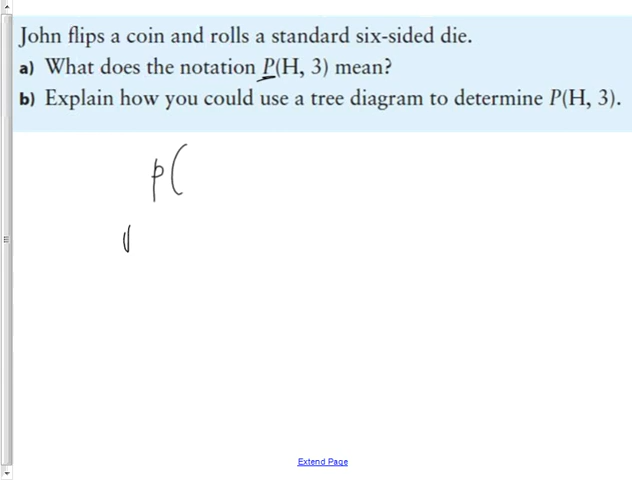 John flips a coin and rolls a standard six-sided die.
a) What does the notation P(H, 3) mean?
b) Explain how you could use a tree diagram to determine P(H, 3).
p(
Extend Page